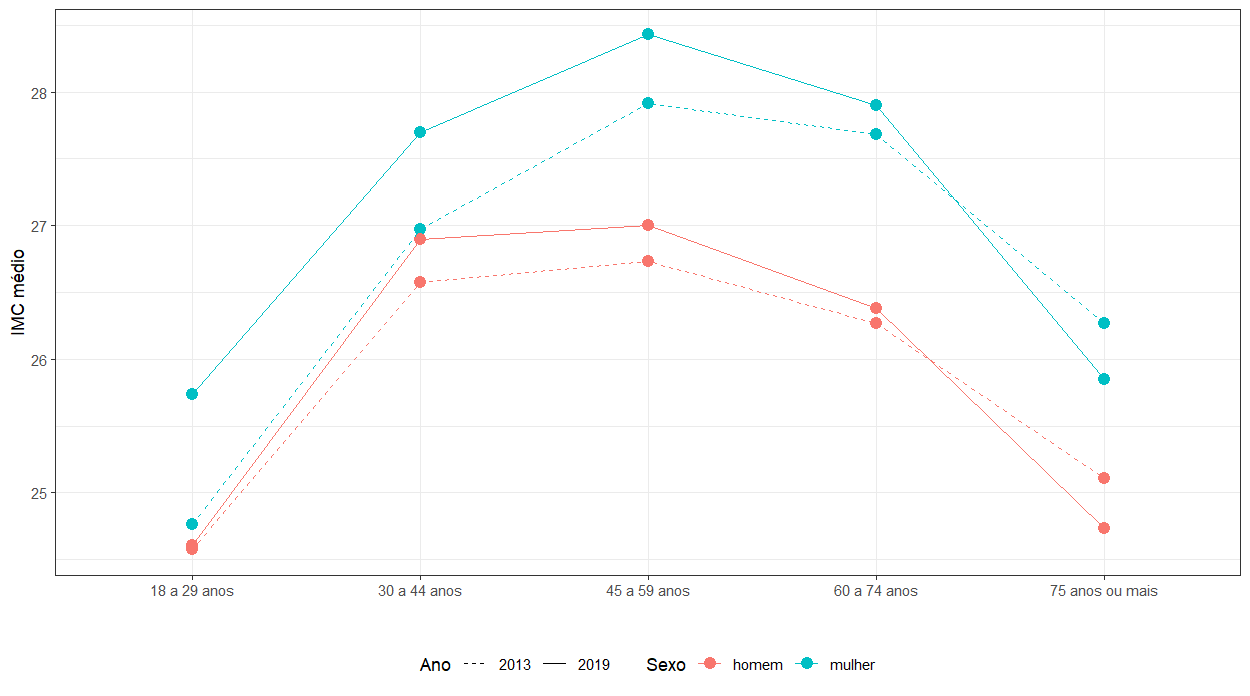 IMC médio
28
27
26
25
18 a 29 anos
30 a 44 anos
45 a 59 anos
60 a 74 anos
75 anos ou mais
Ano 2013 2019 Sexo homem mulher